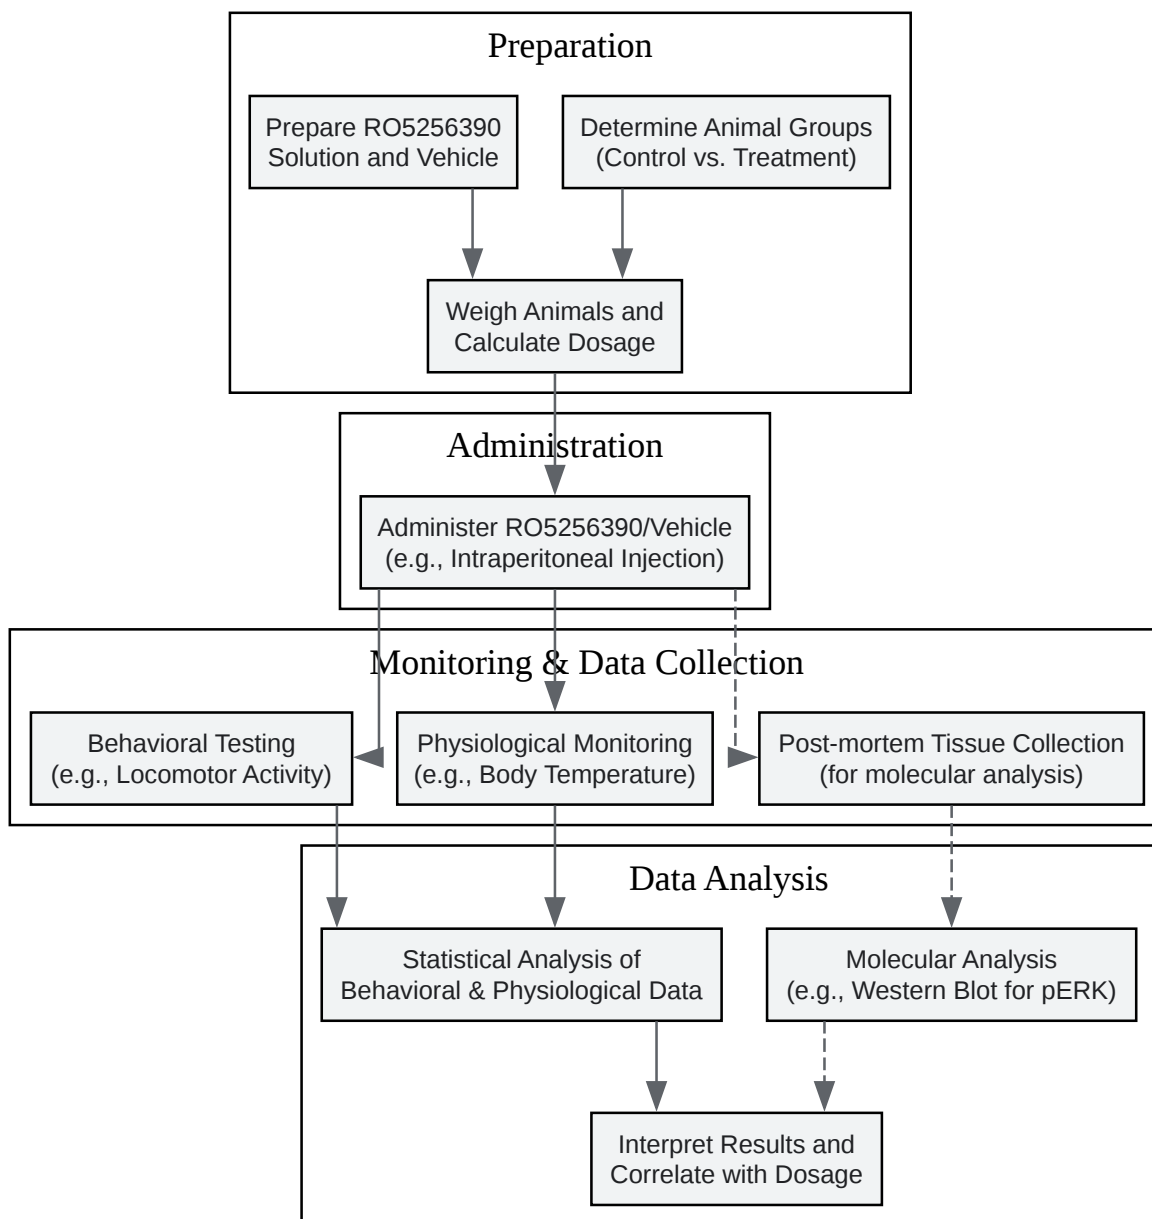 Preparation
Prepare RO5256390
Solution and Vehicle
Determine Animal Groups
(Control vs. Treatment)
Weigh Animals and
Calculate Dosage
Administration
Administer RO5256390/Vehicle
(e.g., Intraperitoneal Injection)
Monitoring & Data Collection
Behavioral Testing
(e.g., Locomotor Activity)
Physiological Monitoring
(e.g., Body Temperature)
Post-mortem Tissue Collection
(for molecular analysis)
Data Analysis
Statistical Analysis of
Behavioral & Physiological Data
Molecular Analysis
(e.g., Western Blot for pERK)
Interpret Results and
Correlate with Dosage